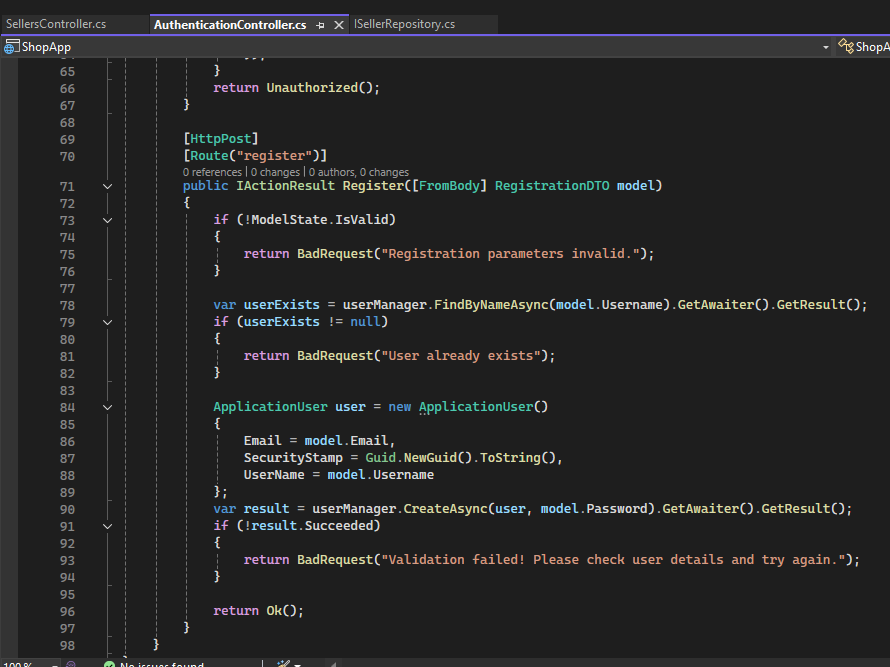 SellersController.cs
AuthenticationController.cs
ISellerRepository.cs
ShopApp
ShopA
65 }
66 return Unauthorized();
67 }
68
69 [HttpPost]
70 [Route("register")]
0 references | 0 changes | 0 authors, 0 changes
71 public IActionResult Register([FromBody] RegistrationDTO model)
72 {
73 if (!ModelState.IsValid)
74 {
75 return BadRequest("Registration parameters invalid.");
76 }
77
78 var userExists = userManager.FindByNameAsync(model.Username).GetAwaiter().GetResult();
79 if (userExists != null)
80 {
81 return BadRequest("User already exists");
82 }
83
84 ApplicationUser user = new ApplicationUser()
85 {
86 Email = model.Email,
87 SecurityStamp = Guid.NewGuid().ToString(),
88 UserName = model.Username
89 };
90 var result = userManager.CreateAsync(user, model.Password).GetAwaiter().GetResult();
91 if (!result.Succeeded)
92 {
93 return BadRequest("Validation failed! Please check user details and try again.");
94 }
95
96 return Ok();
97 }
98 }
100% No issues found